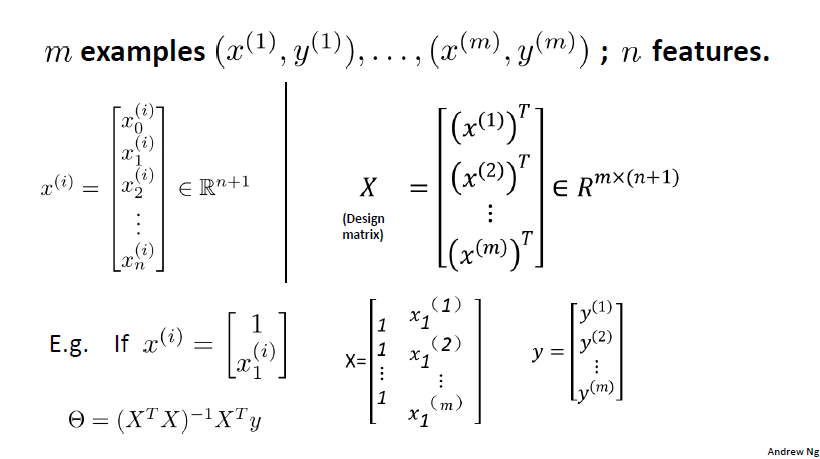 m examples (x^(1), y^(1)), . . . , (x^(m), y^(m)) ; n features.
x^(i) = [x_0^(i) x_1^(i) x_2^(i) ⋮ x_n^(i)] ∈ ℝ^n+1
X = [(x^(1))^T (x^(2))^T ⋮ (x^(m))^T] ∈ R^m×(n+1)
(Design
matrix)
E.g. If x^(i) = [1 x_1^(i)]
X= [1 x_1^(1) 1 x_1^(2) ⋮ ⋮ 1 x_1^(m)]
y = [y^(1) y^(2) ⋮ y^(m)]
Θ = (X^T X)^−1 X^T y
Andrew Ng